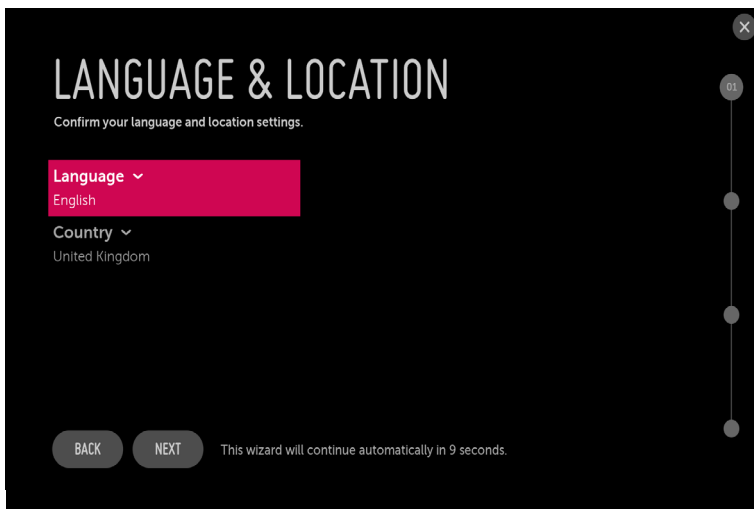 LANGUAGE & LOCATION
01
Confirm your language and location settings.
Language
English
Country
United Kingdom
BACK NEXT This wizard will continue automatically in 9 seconds.